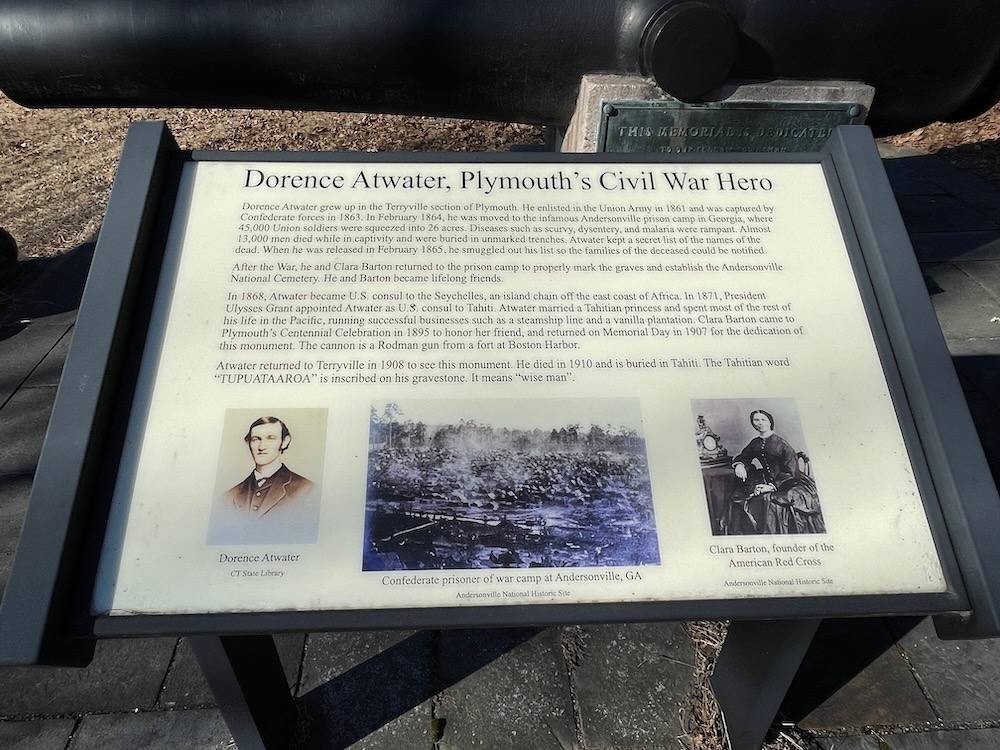 THIS MEMORIAL IS DEDICATED
Dorence Atwater, Plymouth's Civil War Hero
Dorence Atwater grew up in the Terryville section of Plymouth. He enlisted in the Union Army in 1861 and was captured by
Confederate forces in 1863. In February 1864, he was moved to the infamous Andersonville prison camp in Georgia, where
45,000 Union soldiers were squeezed into 26 acres. Diseases such as scurvy, dysentery, and malaria were rampant. Almost
13,000 men died while in captivity and were buried in unmarked trenches. Atwater kept a secret list of the names of the
dead. When he was released in February 1865, he smuggled out his list so the families of the deceased could be notified.
After the War, he and Clara Barton returned to the prison camp to properly mark the graves and establish the Andersonville
National Cemetery. He and Barton became lifelong friends.
In 1868, Atwater became U.S. consul to the Seychelles, an island chain off the east coast of Africa. In 1871, President
Ulysses Grant appointed Atwater as U.S. consul to Tahiti. Atwater married a Tahitian princess and spent most of the rest of
his life in the Pacific, running successful businesses such as a steamship line and a vanilla plantation. Clara Barton came to
Plymouth's Centennial Celebration in 1895 to honor her friend, and returned on Memorial Day in 1907 for the dedication of
this monument. The cannon is a Rodman gun from a fort at Boston Harbor.
Atwater returned to Terryville in 1908 to see this monument. He died in 1910 and is buried in Tahiti. The Tahitian word
"TUPUATAAROA" is inscribed on his gravestone. It means "wise man".
Dorence Atwater
CT State Library
Confederate prisoner of war camp at Andersonville, GA
Andersonville National Historic Site
Clara Barton, founder of the
American Red Cross
Andersonville National Historic Site